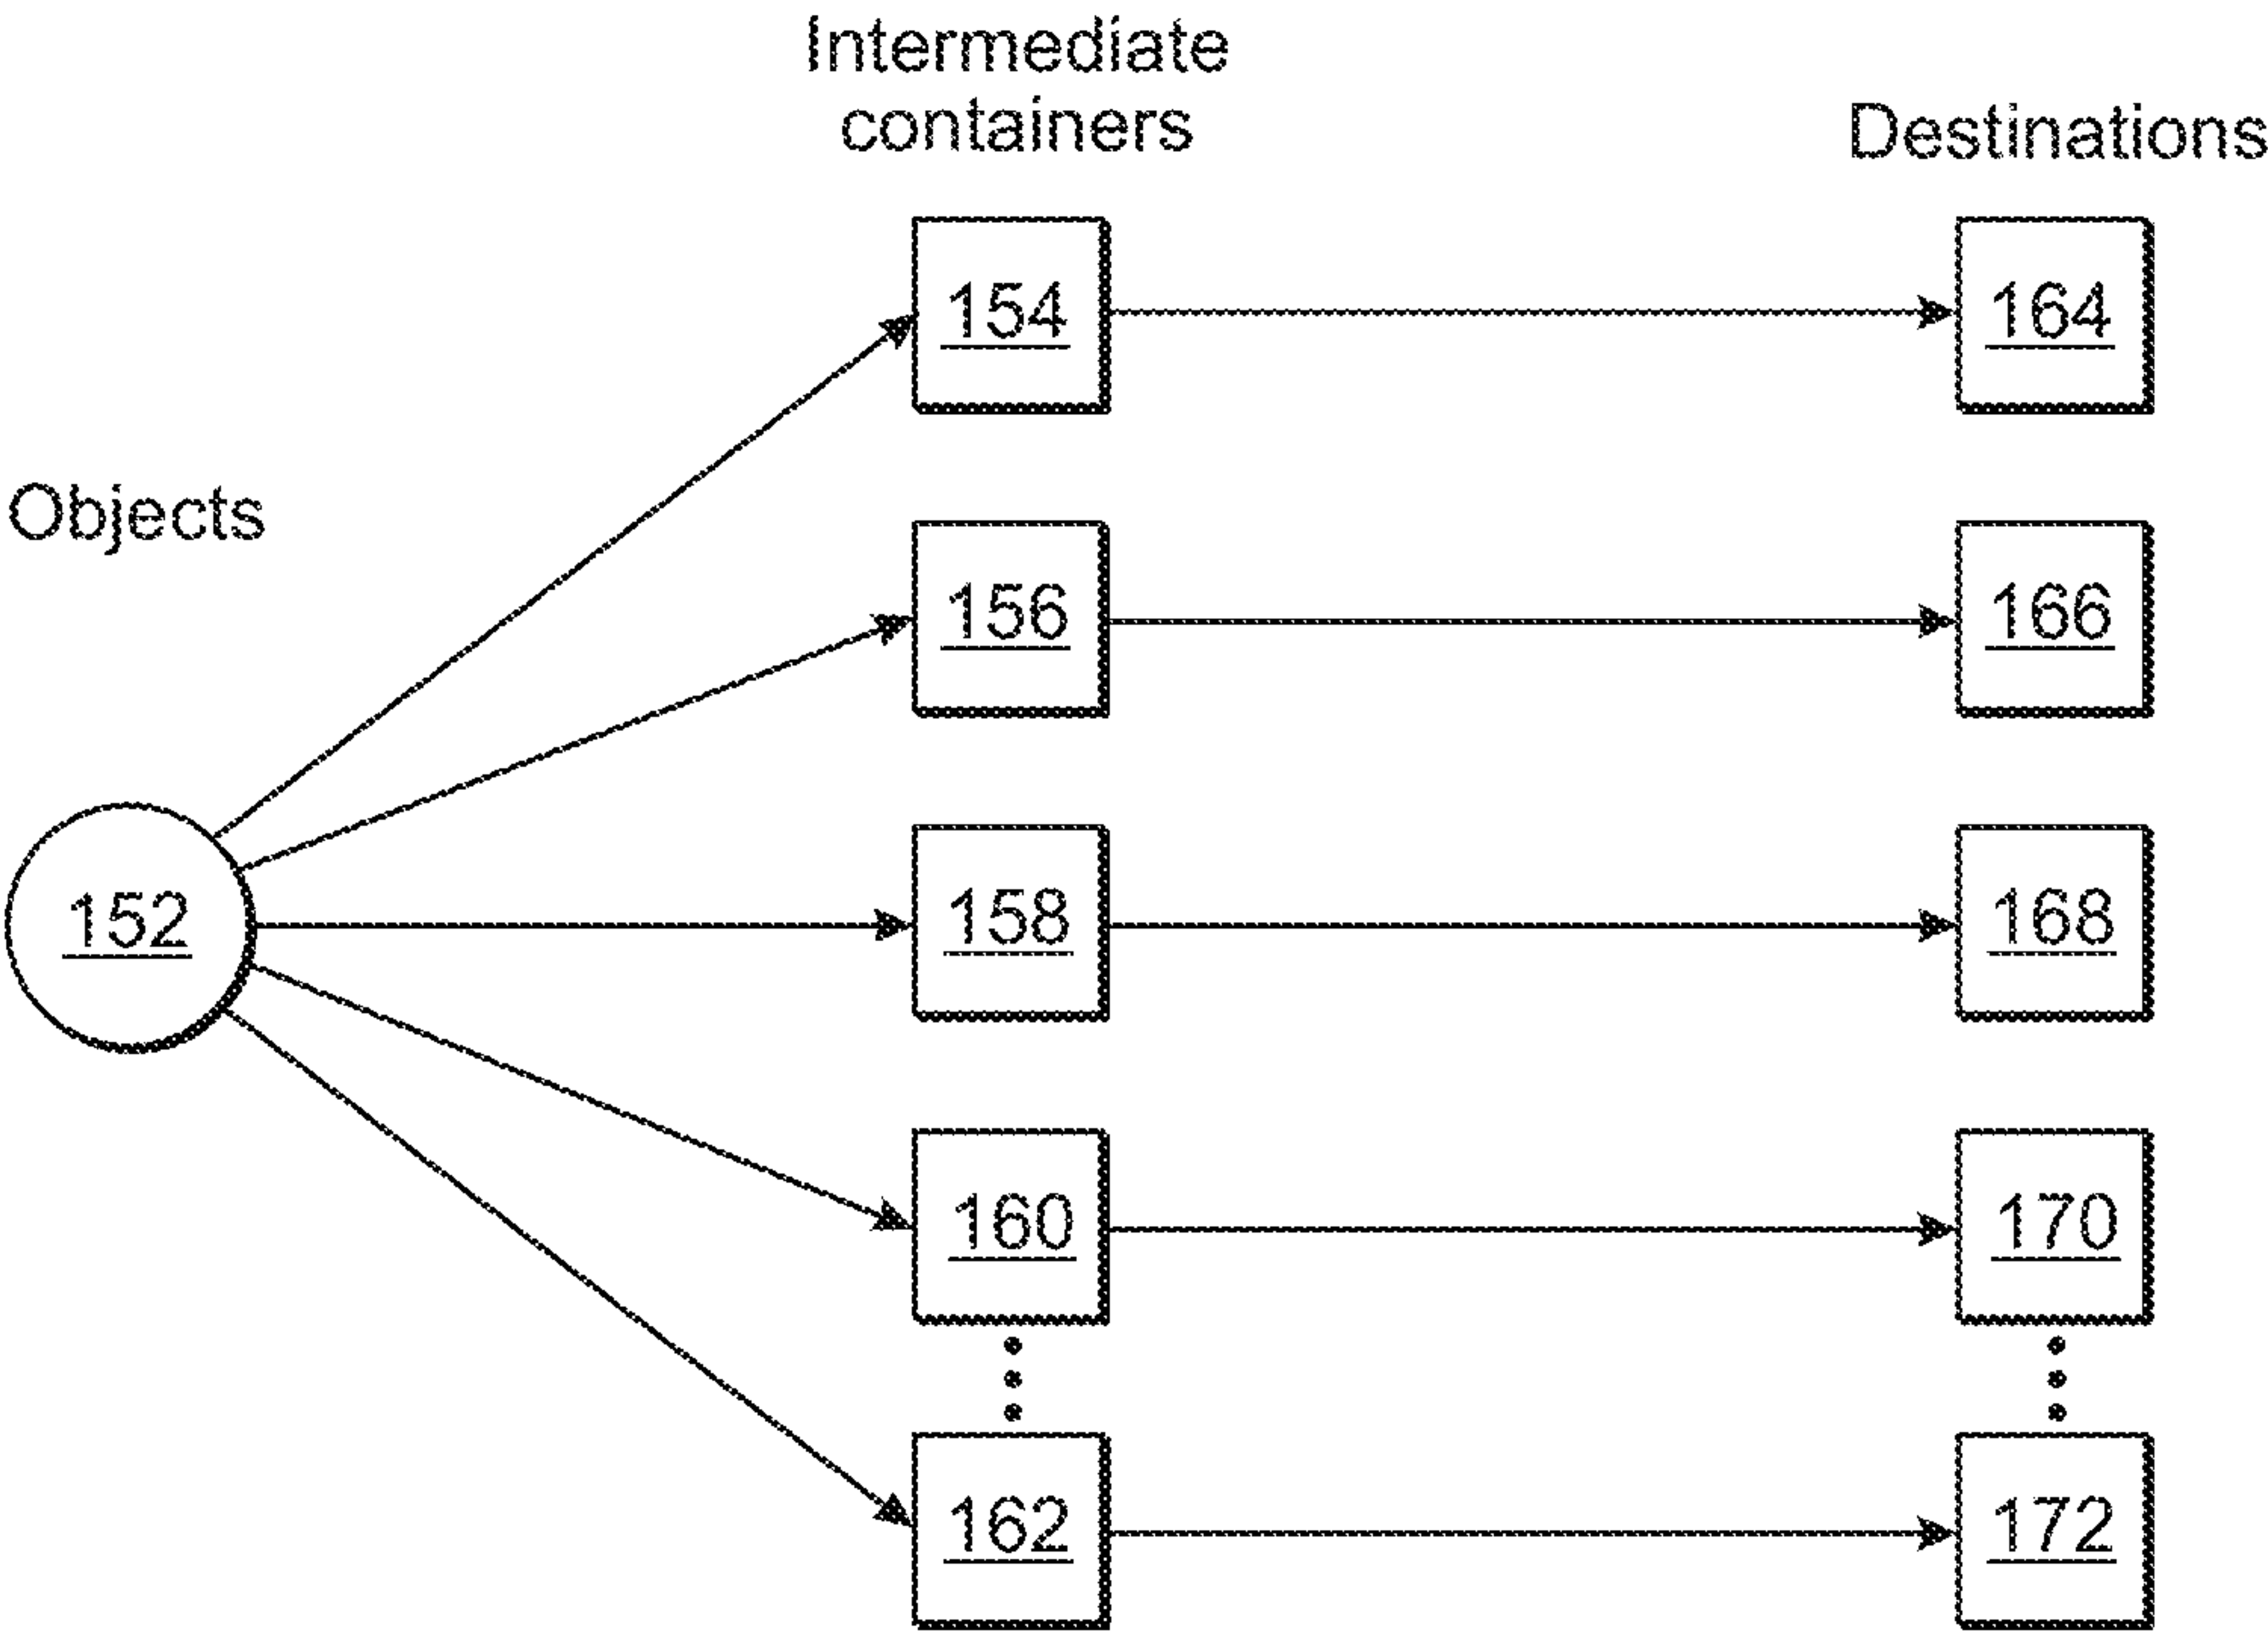 Intermediate
containers
Destinations
Objects
154
164
156
166
152
158
168
160
170
162
172